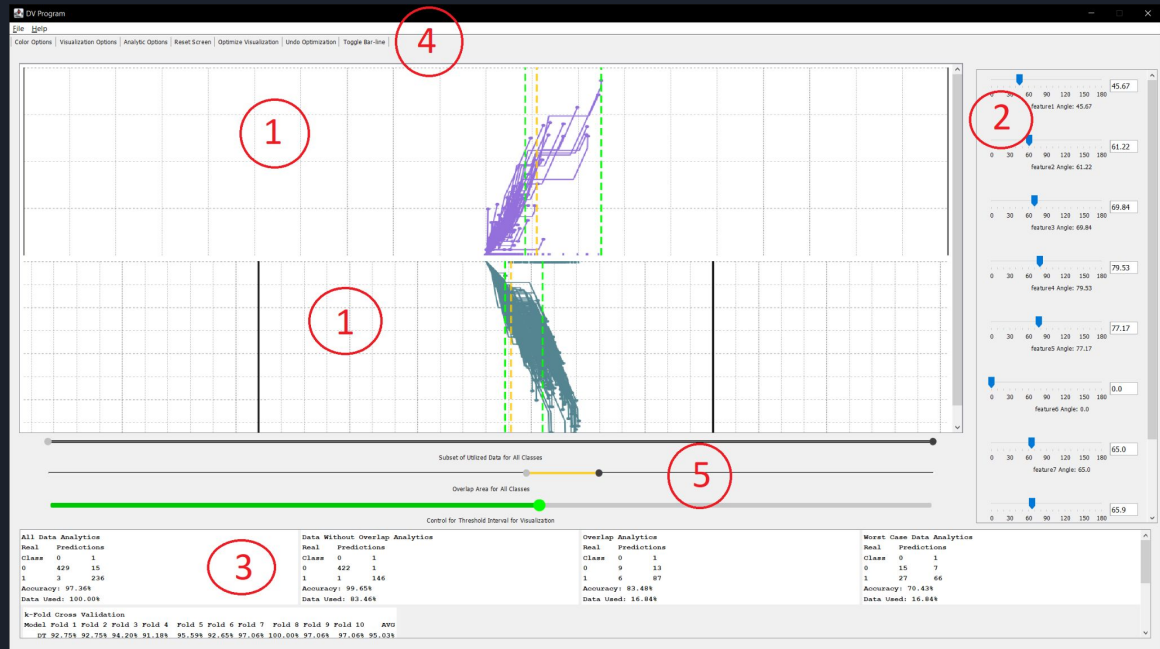 DV Program
File Help
Color Options Visualization Options Analytic Options Reset Screen Optimize Visualization Undo Optimization Toggle Bar-line
4
1
2
45.67
0 30 60 90 120 150 180
feature1 Angle: 45.67
61.22
0 30 60 90 120 150 180
feature2 Angle: 61.22
69.84
0 30 60 90 120 150 180
feature3 Angle: 69.84
79.53
0 30 60 90 120 150 180
feature4 Angle: 79.53
77.17
0 30 60 90 120 150 180
feature5 Angle: 77.17
0.0
0 30 60 90 120 150 180
feature6 Angle: 0.0
65.0
0 30 60 90 120 150 180
feature7 Angle: 65.0
65.9
0 30 60 90 120 150 180
1
Subset of Utilized Data for All Classes
5
Overlap Area for All Classes
Control for Threshold Interval for Visualization
3
All Data Analytics
Real Predictions
Class 0 1
0 429 15
1 3 236
Accuracy: 97.36%
Data Used: 100.00%
Data Without Overlap Analytics
Real Predictions
Class 0 1
0 422 1
1 1 146
Accuracy: 99.65%
Data Used: 83.46%
Overlap Analytics
Real Predictions
Class 0 1
0 9 13
1 6 87
Accuracy: 83.48%
Data Used: 16.84%
Worst Case Data Analytics
Real Predictions
Class 0 1
0 15 7
1 27 66
Accuracy: 70.43%
Data Used: 16.84%
k-Fold Cross Validation
Model Fold 1 Fold 2 Fold 3 Fold 4 Fold 5 Fold 6 Fold 7 Fold 8 Fold 9 Fold 10 AVG
DT 92.75% 92.75% 94.20% 91.18% 95.59% 92.65% 97.06% 100.00% 97.06% 97.06% 95.03%